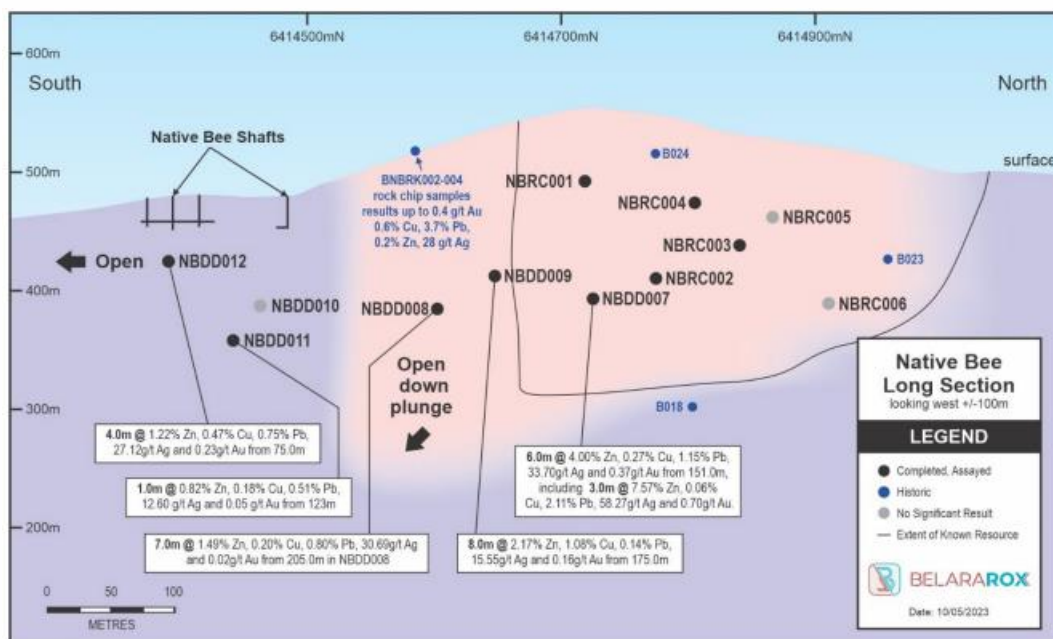 6414500mN
6414700mN
6414900mN
600m
South
North
Native Bee Shafts
500m
surface
BNBRK002-004
rock chip samples
results up to 0.4 g/t Au
0.6% Cu, 3.7% Pb,
0.2% Zn, 28 g/t Ag
B024
NBRC001
NBRC004
NBRC005
NBRC003
Open
NBDD012
NBDD009
NBRC002
B023
400m
NBDD010
NBDD008
NBDD007
NBRC006
NBDD011
Open
down
plunge
300m
B018
4.0m @ 1.22% Zn, 0.47% Cu, 0.75% Pb,
27.12g/t Ag and 0.23g/t Au from 75.0m
1.0m @ 0.82% Zn, 0.18% Cu, 0.51% Pb,
12.60 g/t Ag and 0.05 g/t Au from 123m
6.0m @ 4.00% Zn, 0.27% Cu, 1.15% Pb,
33.70g/t Ag and 0.37g/t Au from 151.0m,
including 3.0m @ 7.57% Zn, 0.06%
Cu, 2.11% Pb, 58.27g/t Ag and 0.70g/t Au.
200m
7.0m @ 1.49% Zn, 0.20% Cu, 0.80% Pb, 30.69g/t Ag
and 0.02g/t Au from 205.0m in NBDD008
8.0m @ 2.17% Zn, 1.08% Cu, 0.14% Pb,
15.55g/t Ag and 0.16g/t Au from 175.0m
0 50 100
METRES
Native Bee
Long Section
looking west +/-100m
LEGEND
Completed, Assayed
Historic
No Significant Result
Extent of Known Resource
BELARAROX
Date: 10/05/2023